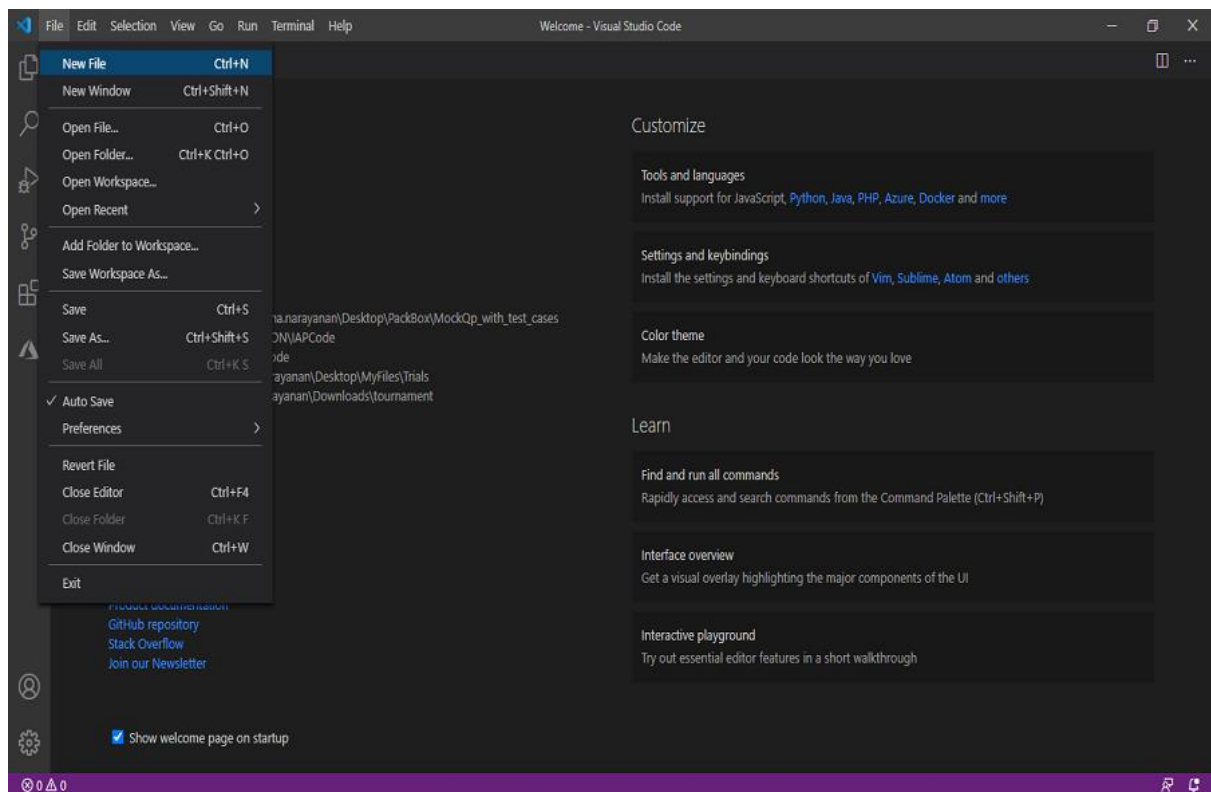 File Edit Selection View Go Run Terminal Help Welcome - Visual Studio Code
New File Ctrl+N
New Window Ctrl+Shift+N
Open File... Ctrl+O
Open Folder... Ctrl+K Ctrl+O
Open Workspace...
Open Recent
Add Folder to Workspace...
Save Workspace As...
Save Ctrl+S
Save As... Ctrl+Shift+S
Save All Ctrl+K S
Auto Save
Preferences
Revert File
Close Editor Ctrl+F4
Close Folder Ctrl+K F
Close Window Ctrl+W
Exit
na.narayanan\Desktop\PackBox\MockQp_with_test_cases
ON\IAPCode
ode
rayanan\Desktop\MyFiles\Trials
ayanan\Downloads\tournament
Product documentation
GitHub repository
Stack Overflow
Join our Newsletter
Show welcome page on startup
Customize
Tools and languages
Install support for JavaScript, Python, Java, PHP, Azure, Docker and more
Settings and keybindings
Install the settings and keyboard shortcuts of Vim, Sublime, Atom and others
Color theme
Make the editor and your code look the way you love
Learn
Find and run all commands
Rapidly access and search commands from the Command Palette (Ctrl+Shift+P)
Interface overview
Get a visual overlay highlighting the major components of the UI
Interactive playground
Try out essential editor features in a short walkthrough
0 0